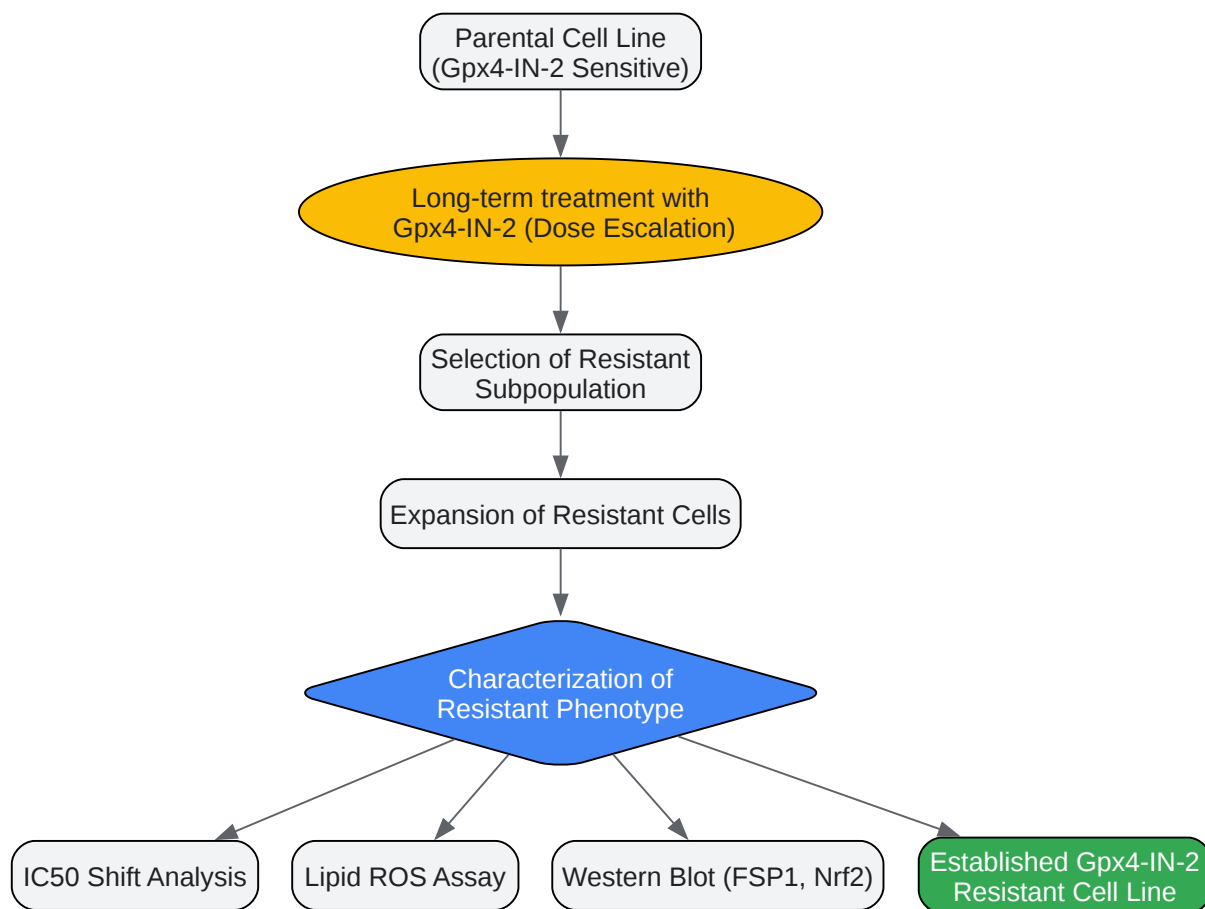 Parental Cell Line
(Gpx4-IN-2 Sensitive)
Long-term treatment with
Gpx4-IN-2 (Dose Escalation)
Selection of Resistant
Subpopulation
Expansion of Resistant Cells
Characterization of
Resistant Phenotype
IC50 Shift Analysis
Lipid ROS Assay
Western Blot (FSP1, Nrf2)
Established Gpx4-IN-2
Resistant Cell Line